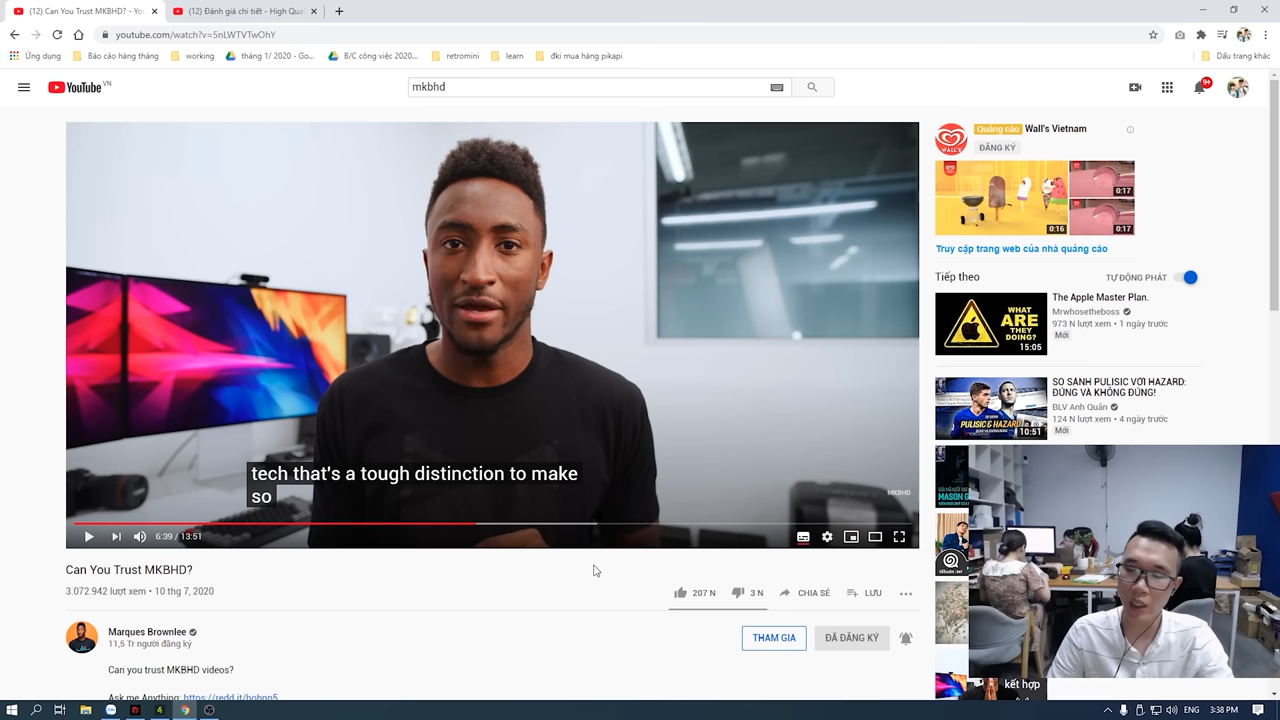 (12) Can You Trust MKBHD? - Yo
(12) Đánh giá chi tiết - High Qual
youtube.com/watch?v=5nLWTVTwOhY
Ứng dụng
Báo cáo hàng tháng
working
tháng 1/ 2020 - Go...
B/C công việc 2020...
retromini
learn
đki mua hàng pikapi
Dấu trang khác
YouTube VN
mkbhd
9+
tech that's a tough distinction to make
so
MKBHD
6:39 / 13:51
Can You Trust MKBHD?
3.072.942 lượt xem • 10 thg 7, 2020
207 N
3 N
CHIA SẺ
LƯU
Marques Brownlee
11,5 Tr người đăng ký
THAM GIA
ĐÃ ĐĂNG KÝ
Can you trust MKBHD videos?
Ask me Anything: https://redd.it/hohnp5
Quảng cáo Wall's Vietnam
ĐĂNG KÝ
WALL'S
0:16
0:17
0:17
Truy cập trang web của nhà quảng cáo
Tiếp theo
TỰ ĐỘNG PHÁT
WHAT
ARE
THEY
DOING?
15:05
The Apple Master Plan.
Mrwhosetheboss
973 N lượt xem • 1 ngày trước
Mới
PULISIC & HAZARD
10:51
SO SÁNH PULISIC VỚI HAZARD:
ĐÚNG VÀ KHÔNG ĐÚNG!
BLV Anh Quân
124 N lượt xem • 4 ngày trước
Mới
MASON G
kết hợp
ENG
3:38 PM